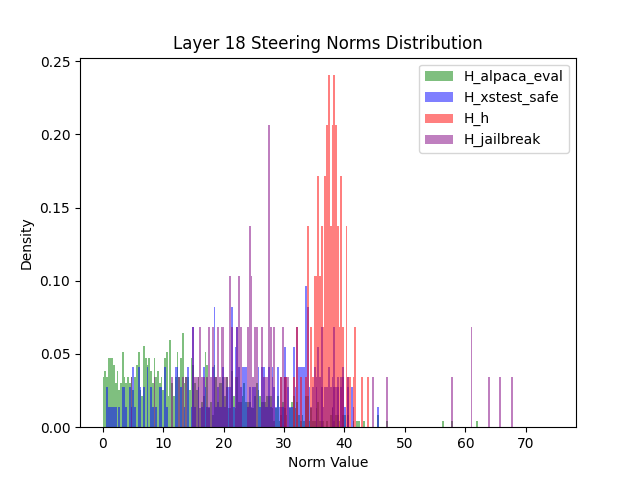 Layer 18 Steering Norms Distribution
0.25
0.20
0.15
0.10
0.05
0.00
Density
H_alpaca_eval
H_xstest_safe
H_h
H_jailbreak
0 10 20 30 40 50 60 70
Norm Value